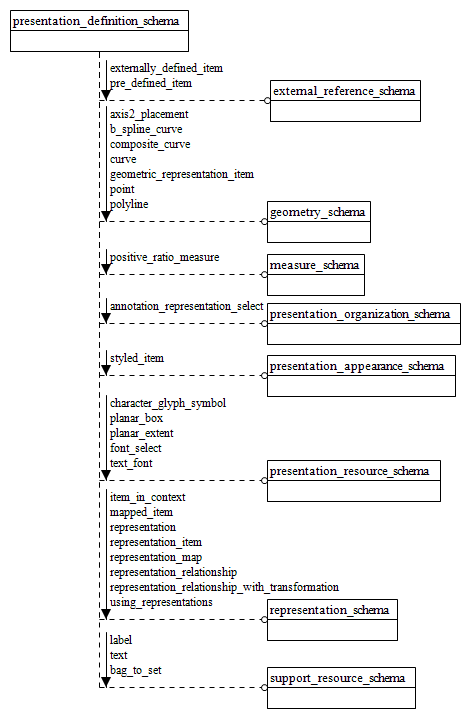 presentation_definition_schema
externally_defined_item
pre_defined_item
external_reference_schema
axis2_placement
b_spline_curve
composite_curve
curve
geometric_representation_item
point
polyline
geometry_schema
positive_ratio_measure
measure_schema
annotation_representation_select
presentation_organization_schema
styled_item
presentation_appearance_schema
character_glyph_symbol
planar_box
planar_extent
font_select
text_font
presentation_resource_schema
item_in_context
mapped_item
representation
representation_item
representation_map
representation_relationship
representation_relationship_with_transformation
using_representations
representation_schema
label
text
bag_to_set
support_resource_schema